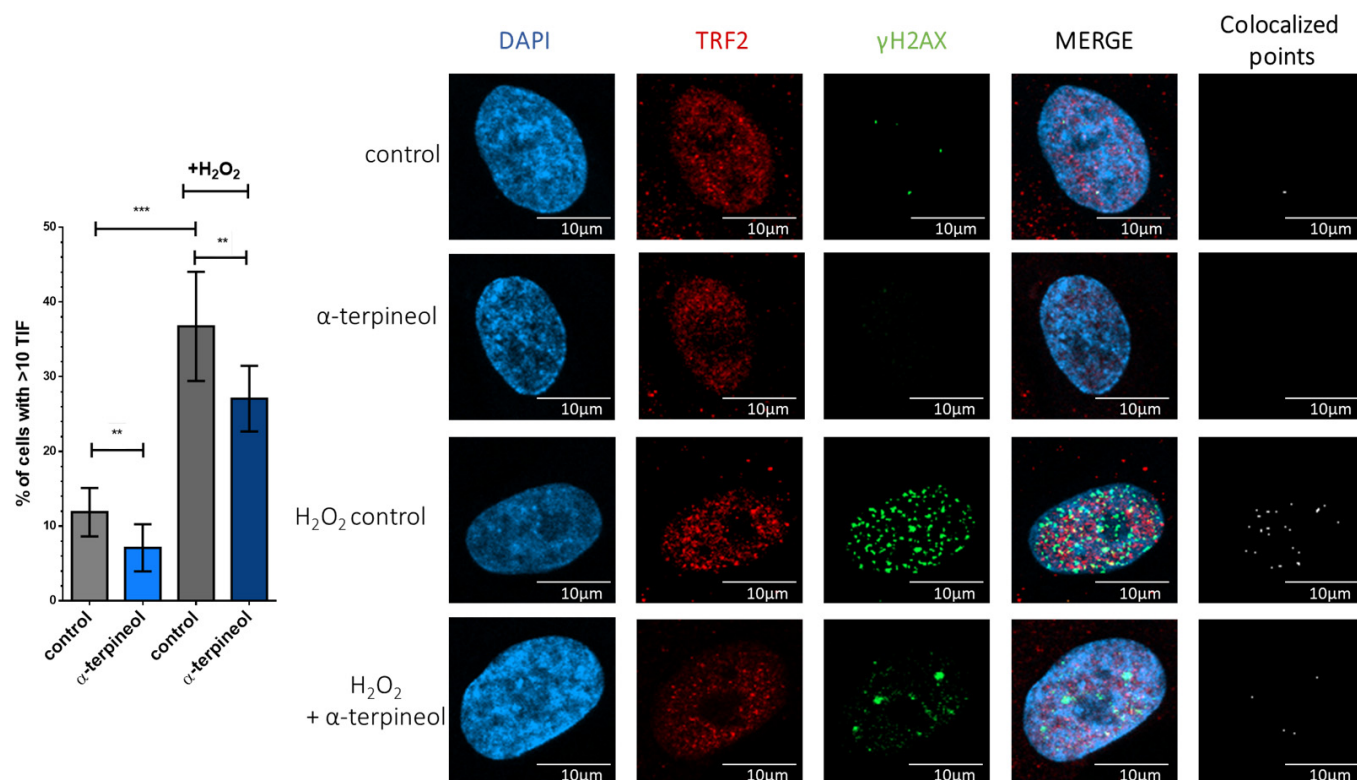 DAPI
TRF2
γH2AX
MERGE
Colocalized
points
+H₂O₂
***
**
**
50
40
30
20
10
0
% of cells with >10 TIF
control
α-terpineol
control
α-terpineol
control
10μm
10μm
10μm
10μm
10μm
α-terpineol
10μm
10μm
10μm
10μm
10μm
H₂O₂ control
10μm
10μm
10μm
10μm
10μm
H₂O₂
+ α-terpineol
10μm
10μm
10μm
10μm
10μm